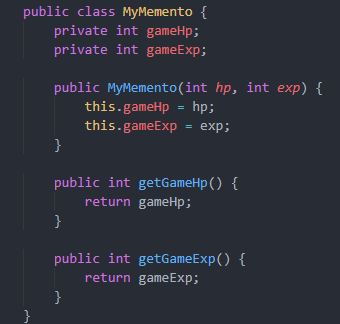 public class MyMemento {
    private int gameHp;
    private int gameExp;

    public MyMemento(int hp, int exp) {
        this.gameHp = hp;
        this.gameExp = exp;
    }

    public int getGameHp() {
        return gameHp;
    }

    public int getGameExp() {
        return gameExp;
    }
}